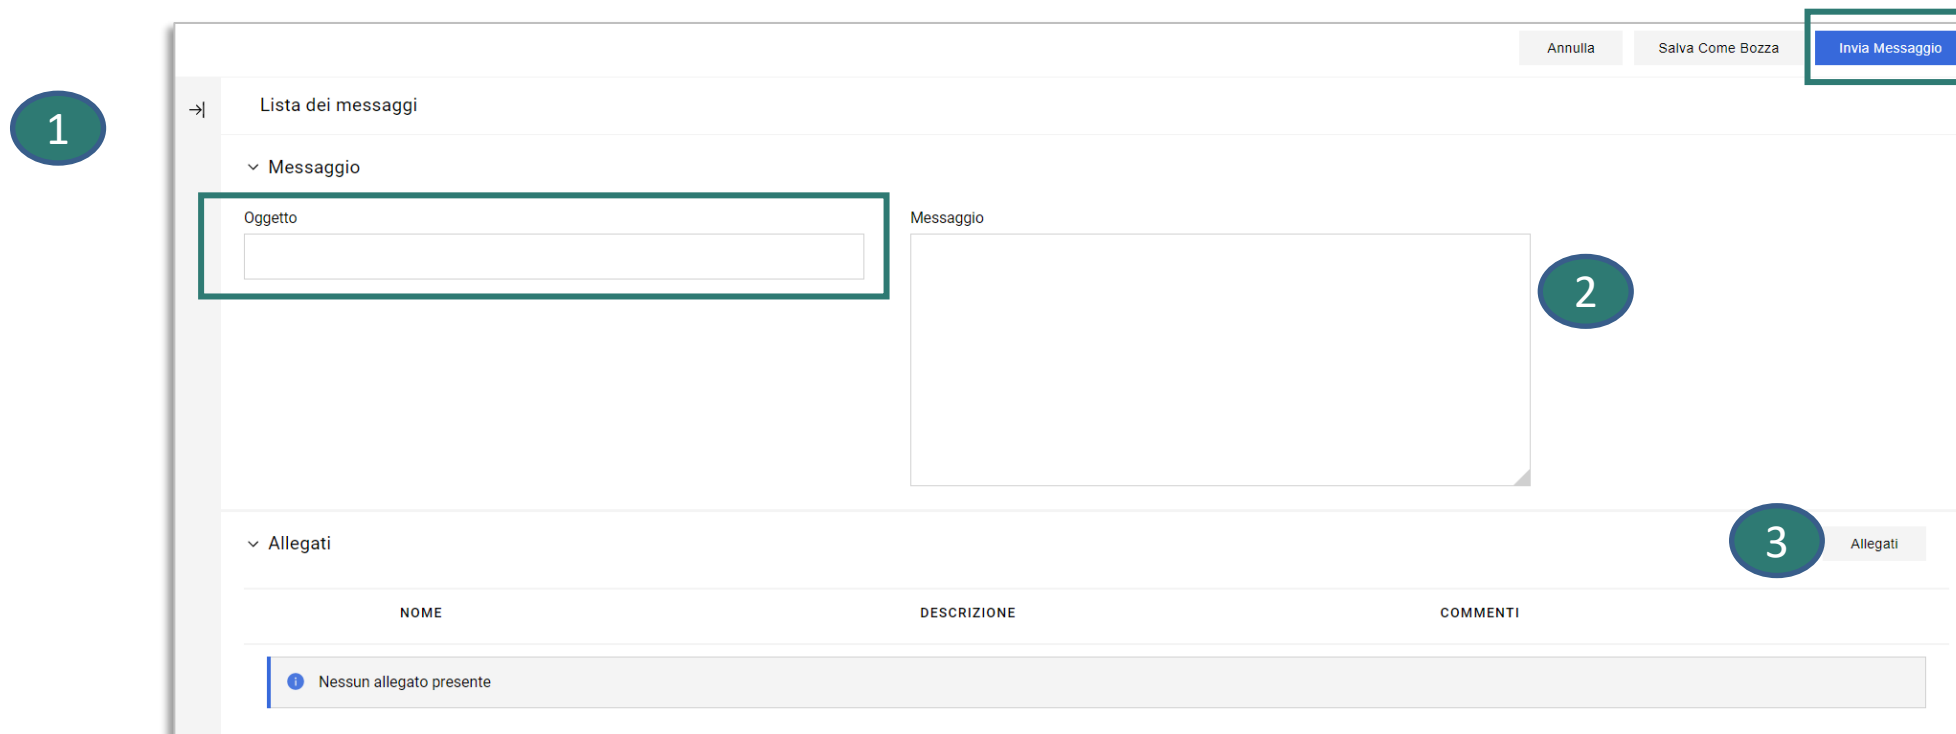 Annulla Salva Come Bozza Invia Messaggio
1 Lista dei messaggi
Messaggio
Oggetto Messaggio
2
Allegati 3 Allegati
NOME DESCRIZIONE COMMENTI
Nessun allegato presente